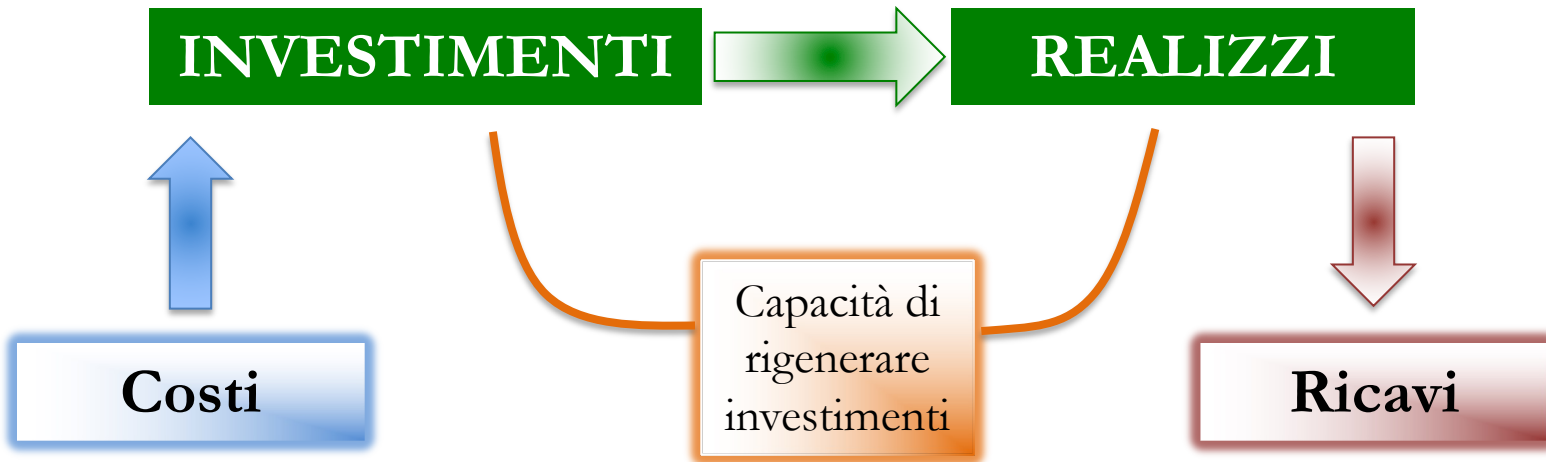 INVESTIMENTI
REALIZZI
Capacità di
rigenerare
investimenti
Costi
Ricavi